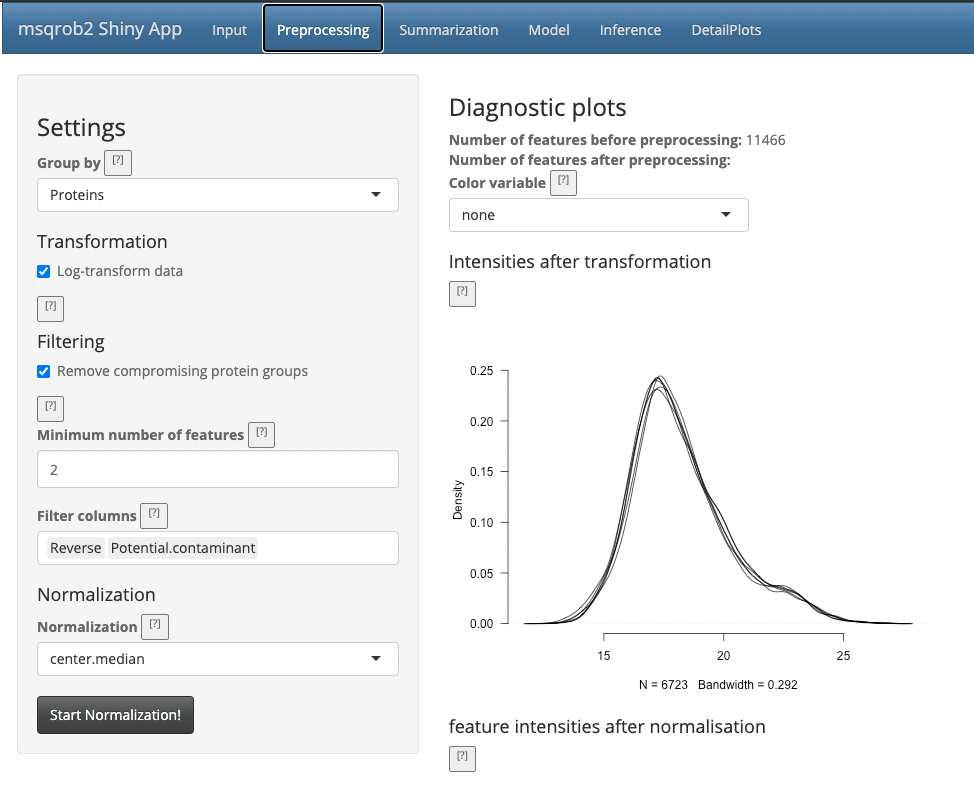 msqrob2 Shiny App Input Preprocessing Summarization Model Inference DetailPlots
Settings
Group by [?]
Proteins
Transformation
Log-transform data
[?]
Filtering
Remove compromising protein groups
[?]
Minimum number of features [?]
2
Filter columns [?]
Reverse Potential.contaminant
Normalization
Normalization [?]
center.median
Start Normalization!
Diagnostic plots
Number of features before preprocessing: 11466
Number of features after preprocessing:
Color variable [?]
none
Intensities after transformation
[?]
Density
0.25
0.20
0.15
0.10
0.05
0.00
15 20 25
N = 6723 Bandwidth = 0.292
feature intensities after normalisation
[?]